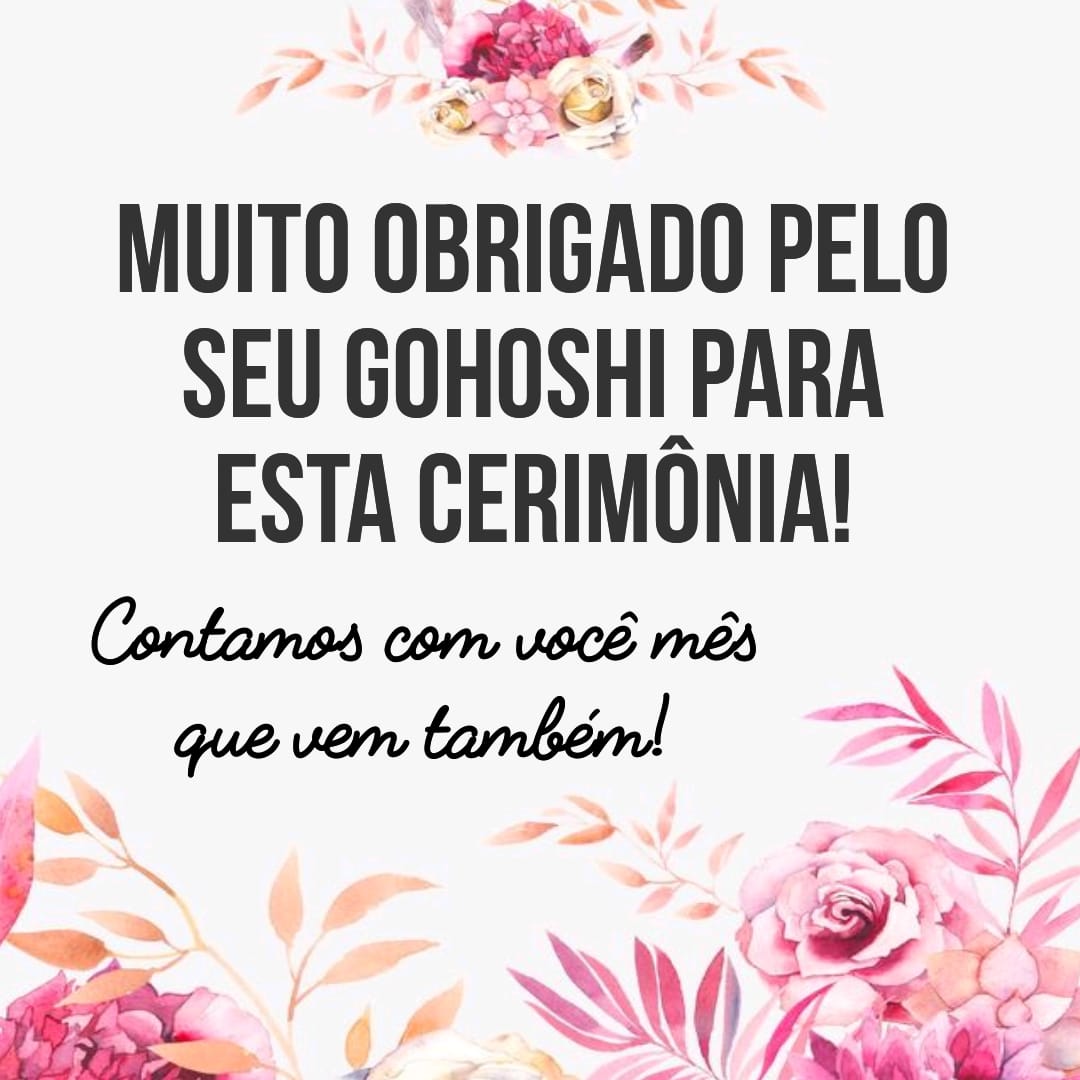 MUITO OBRIGADO PELO
SEU GOHOSHI PARA
ESTA CERIMÔNIA!
Contamos com você mês
que vem também!